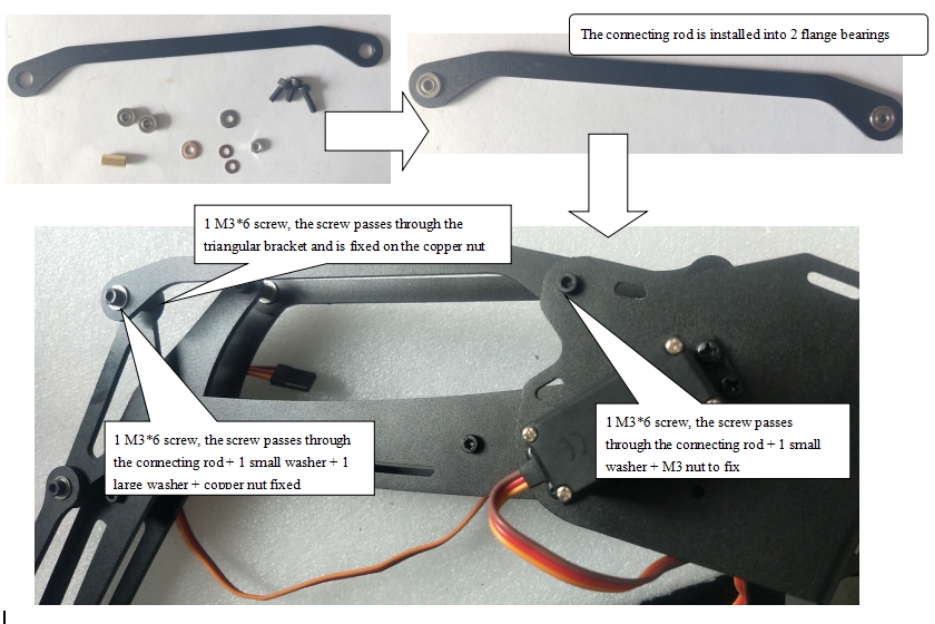 The connecting rod is installed into 2 flange bearings
1 M3*6 screw, the screw passes through the
triangular bracket and is fixed on the copper nut
1 M3*6 screw, the screw passes through
the connecting rod + 1 small washer + 1
large washer + copper nut fixed
1 M3*6 screw, the screw passes
through the connecting rod + 1 small
washer + M3 nut to fix